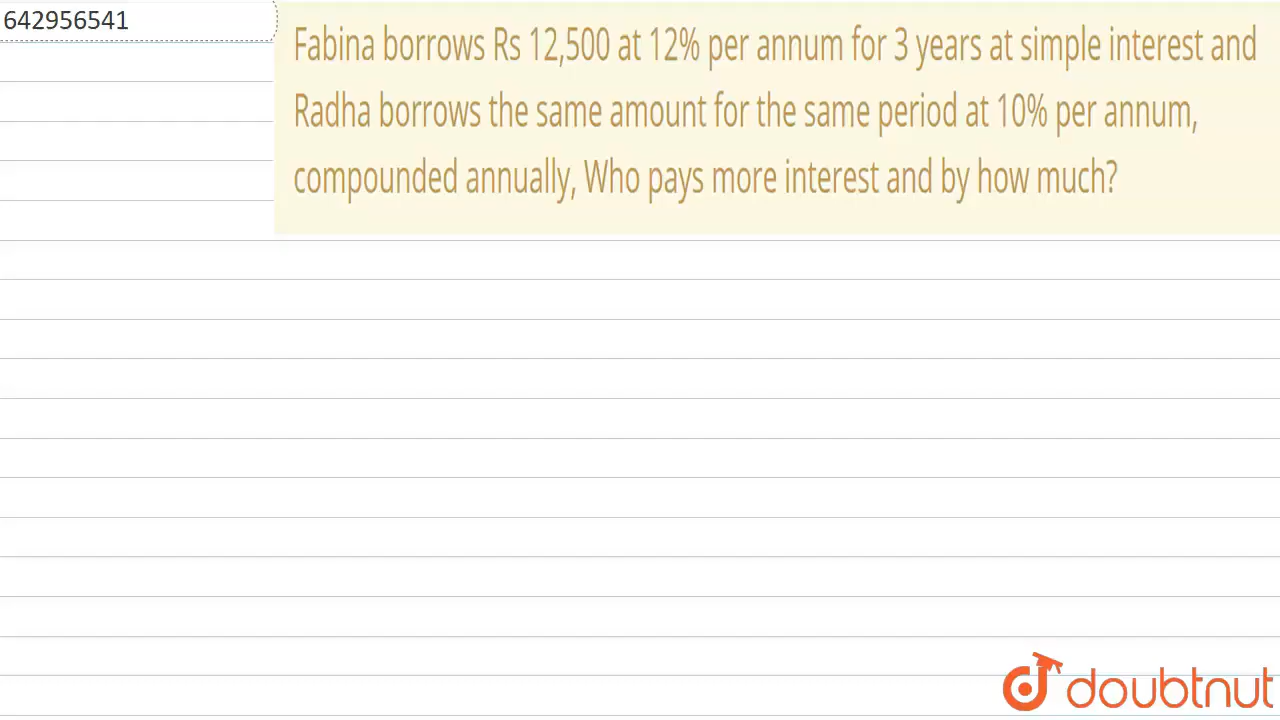 642956541
Fabina borrows Rs 12,500 at 12% per annum for 3 years at simple interest and
Radha borrows the same amount for the same period at 10% per annum,
compounded annually, Who pays more interest and by how much?
doubtnut